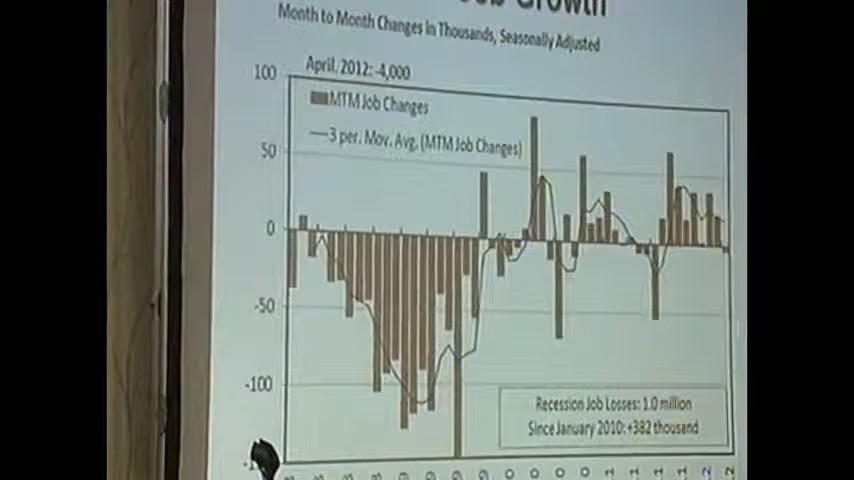 Growth
Month to Month Changes in Thousands, Seasonally Adjusted
April, 2012: -4,000
100
MTM Job Changes
3 per. Mov. Avg. (MTM Job Changes)
50
0
-50
-100
Recession Job Losses: 1.0 million
Since January 2010: +382 thousand